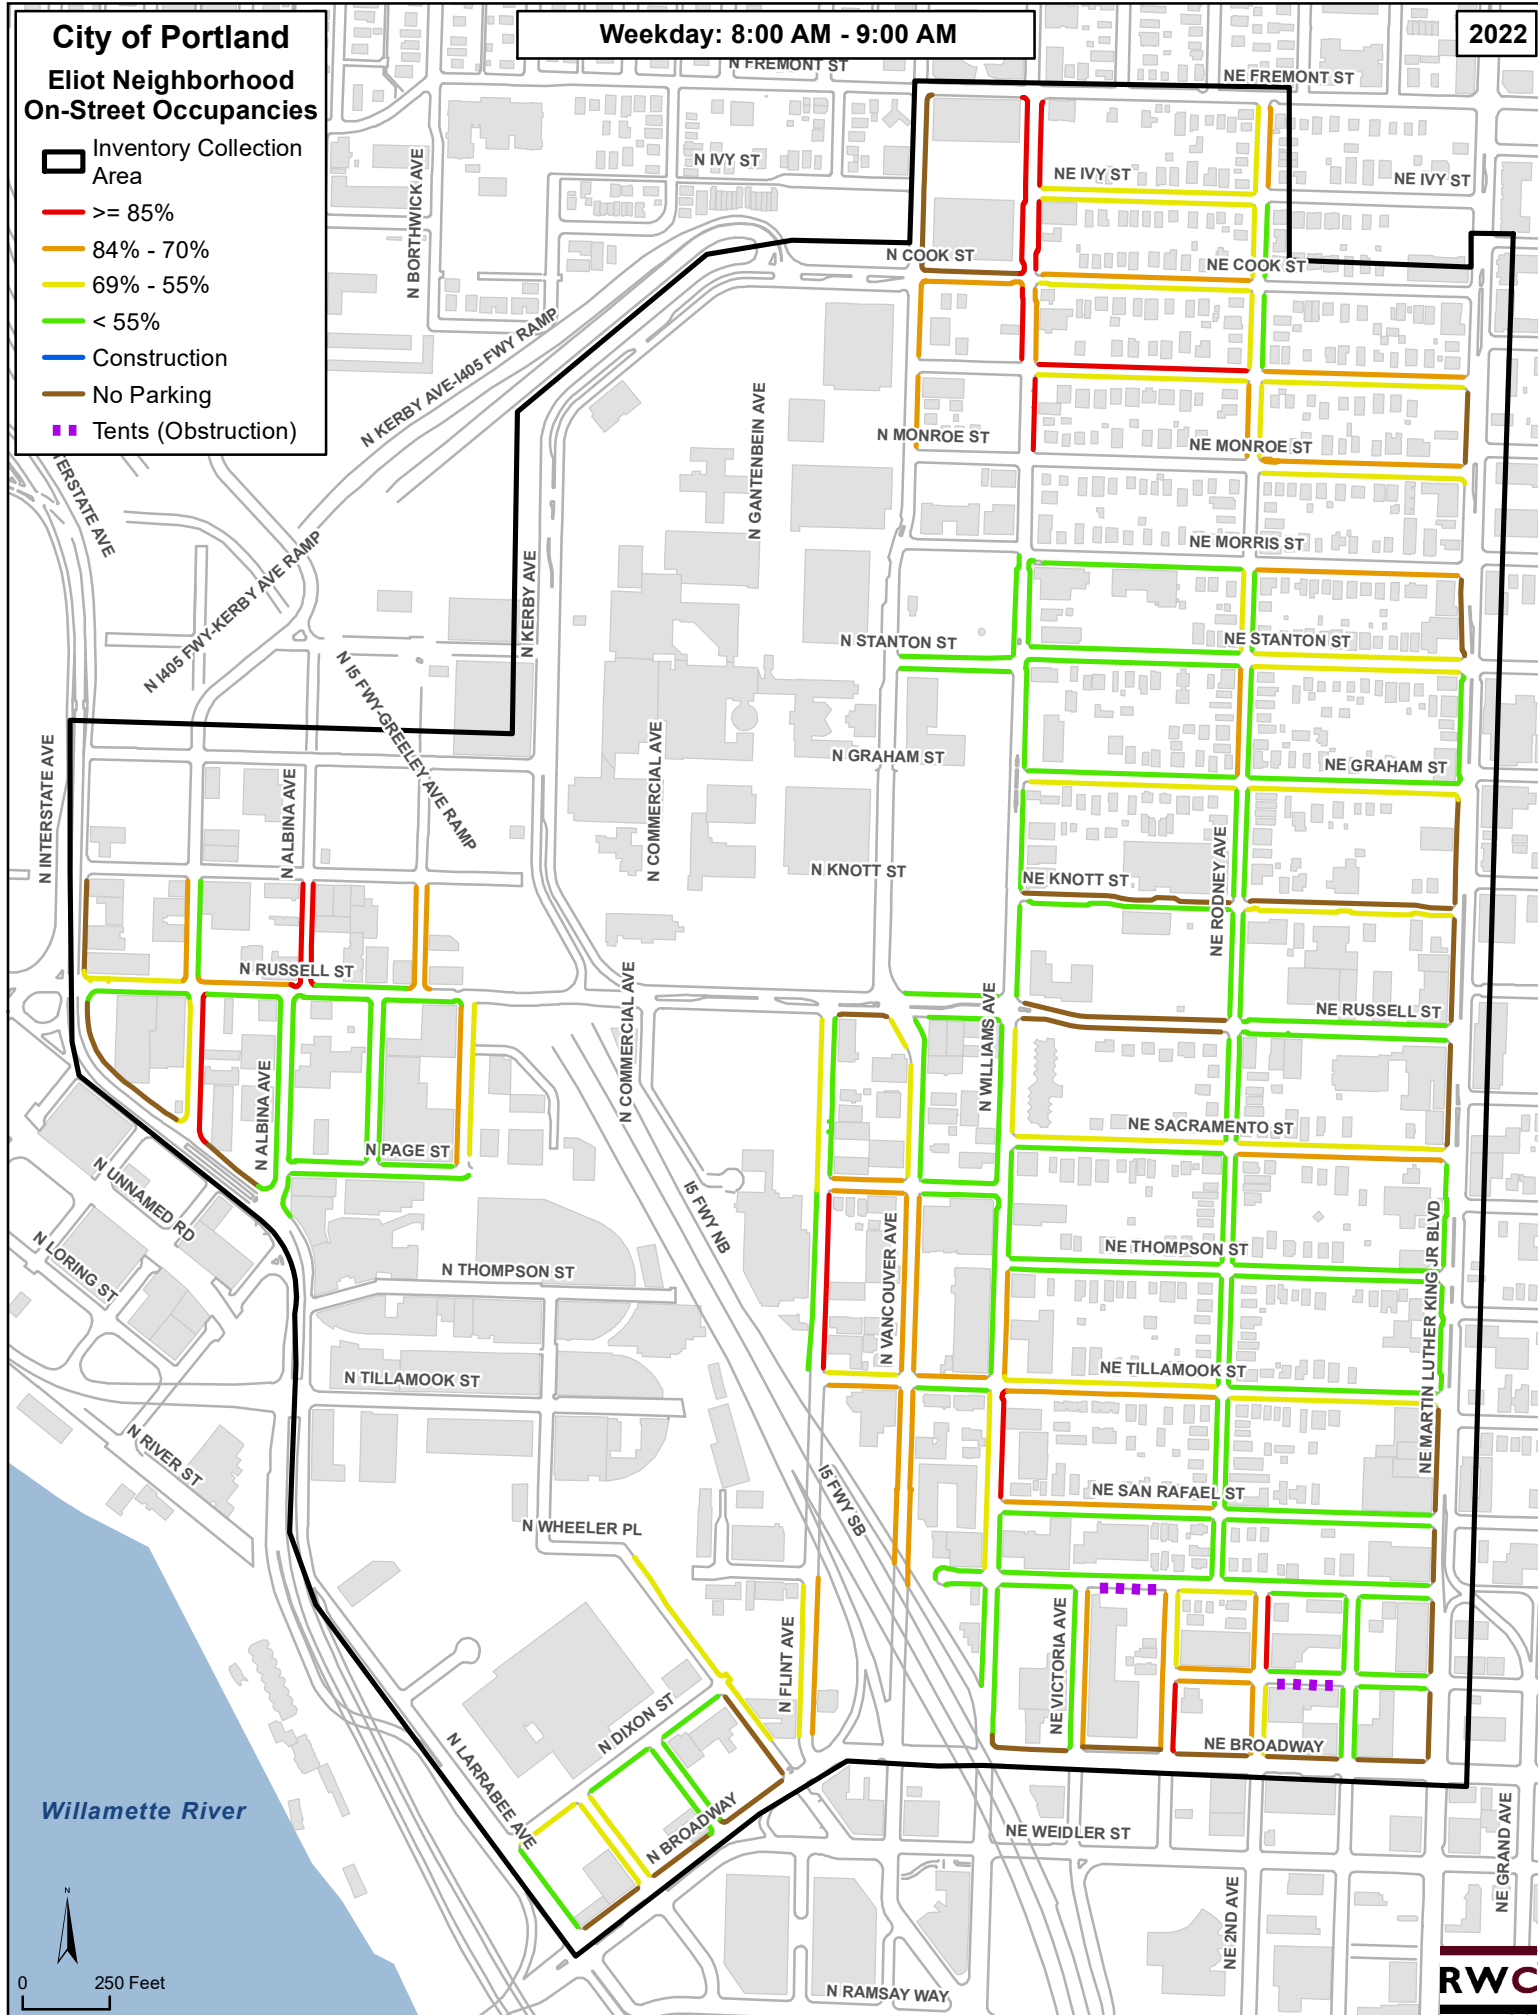 City of Portland
Eliot Neighborhood
On-Street Occupancies
Inventory Collection
Area
>= 85%
84% - 70%
69% - 55%
< 55%
Construction
No Parking
Tents (Obstruction)
Weekday: 8:00 AM - 9:00 AM
2022
N FREMONT ST
NE FREMONT ST
N IVY ST
NE IVY ST
NE IVY ST
N BORTHWICK AVE
N COOK ST
NE COOK ST
N KERBY AVE-I405 FWY RAMP
N GANTENBEIN AVE
N MONROE ST
NE MONROE ST
TERSTATE AVE
N I405 FWY-KERBY AVE RAMP
N KERBY AVE
NE MORRIS ST
N STANTON ST
NE STANTON ST
N I5 FWY-GREELEY AVE RAMP
N INTERSTATE AVE
N ALBINA AVE
N COMMERCIAL AVE
N GRAHAM ST
NE GRAHAM ST
N KNOTT ST
NE KNOTT ST
NE RODNEY AVE
N RUSSELL ST
N COMMERCIAL AVE
N WILLIAMS AVE
NE RUSSELL ST
N ALBINA AVE
N PAGE ST
NE SACRAMENTO ST
N UNNAMED RD
N LORING ST
I5 FWY NB
N VANCOUVER AVE
NE THOMPSON ST
N THOMPSON ST
NE MARTIN LUTHER KING JR BLVD
N TILLAMOOK ST
NE TILLAMOOK ST
N RIVER ST
I5 FWY SB
NE SAN RAFAEL ST
N WHEELER PL
N FLINT AVE
NE VICTORIA AVE
N DIXON ST
N LARRABEE AVE
NE BROADWAY
N BROADWAY
Willamette River
NE WEIDLER ST
NE GRAND AVE
NE 2ND AVE
N
0 250 Feet
N RAMSAY WAY
RWC